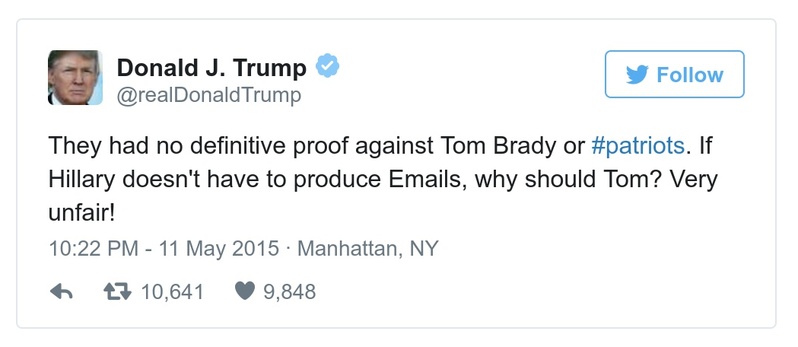 Donald J. Trump
@realDonaldTrump
Follow
They had no definitive proof against Tom Brady or #patriots. If
Hillary doesn't have to produce Emails, why should Tom? Very
unfair!
10:22 PM - 11 May 2015 · Manhattan, NY
10,641 9,848